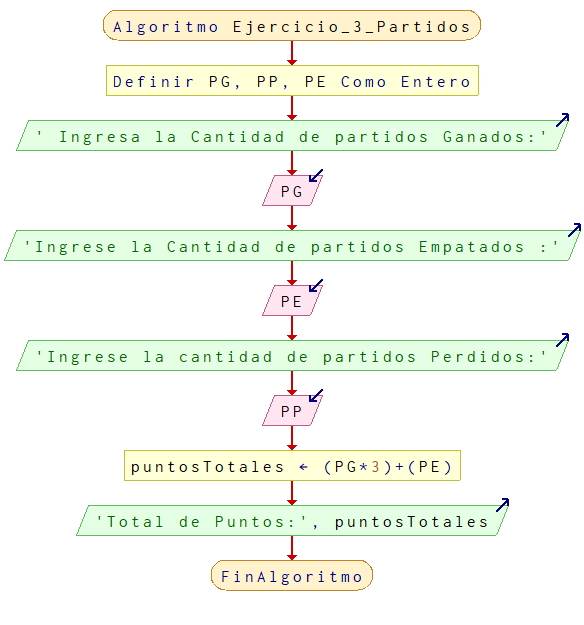 Algoritmo Ejercicio_3_Partidos
Definir PG, PP, PE Como Entero
' Ingresa la Cantidad de partidos Ganados:'
PG
'Ingrese la Cantidad de partidos Empatados :'
PE
'Ingrese la cantidad de partidos Perdidos:'
PP
puntosTotales ← (PG*3)+(PE)
'Total de Puntos:', puntosTotales
FinAlgoritmo